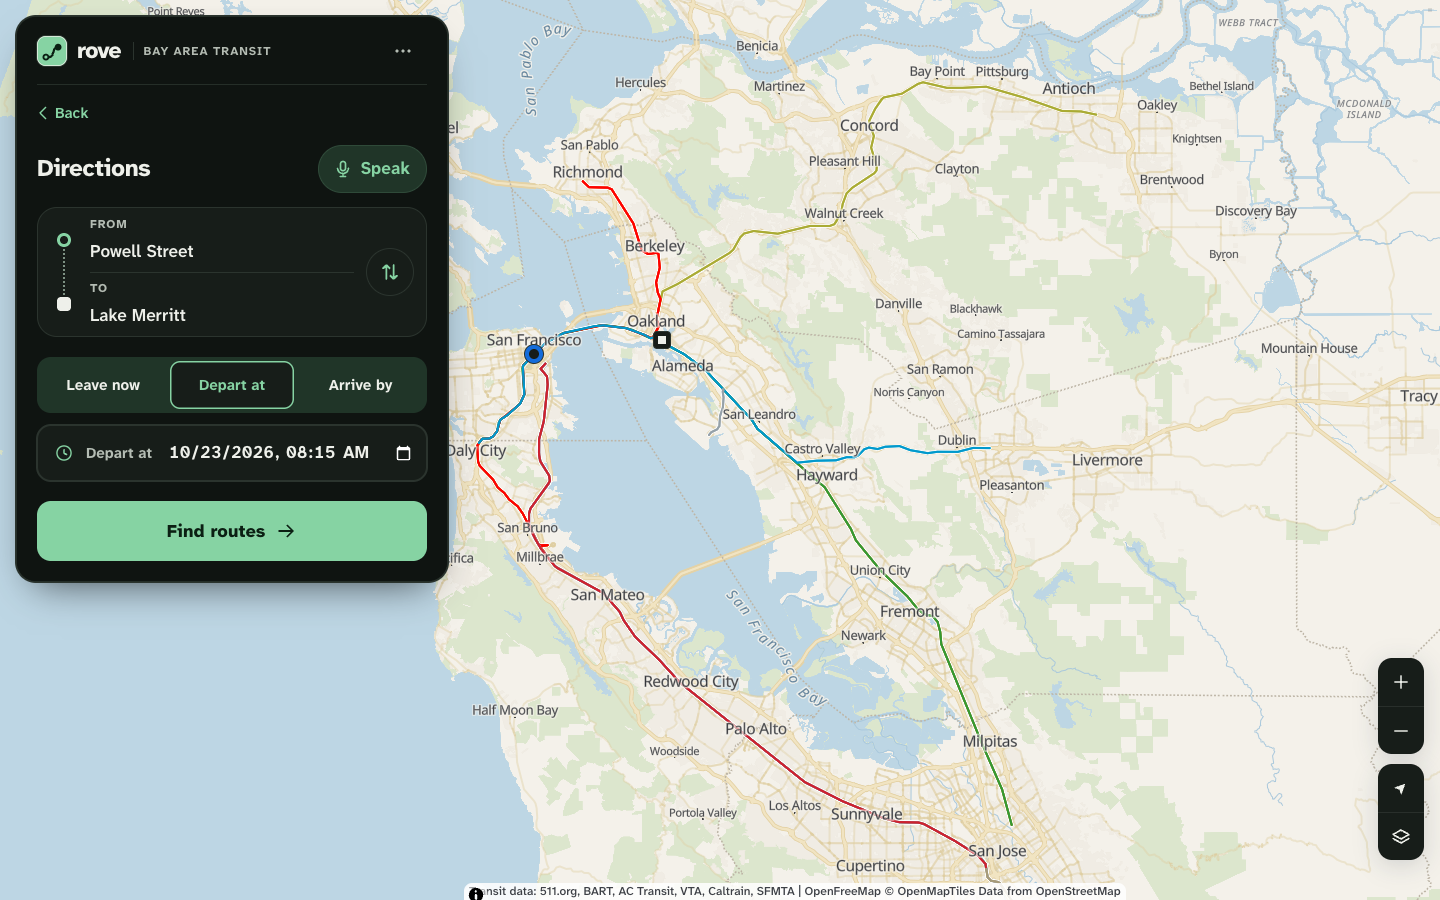 rove
BAY AREA TRANSIT
Back
Directions
Speak
FROM
Powell Street
TO
Lake Merritt
Leave now
Depart at
Arrive by
Depart at
10/23/2026, 08:15 AM
Find routes
Point Reyes
San Pablo Bay
Benicia
WEBB TRACT
Hercules
Martinez
Bay Point
Pittsburg
Antioch
Bethel Island
Oakley
MCDONALD
ISLAND
Concord
Knightsen
San Pablo
Richmond
Pleasant Hill
Clayton
Brentwood
Walnut Creek
Discovery Bay
Berkeley
Byron
Danville
Blackhawk
Oakland
Camino Tassajara
San Francisco
Mountain House
Alameda
San Ramon
Norris Canyon
Tracy
San Leandro
Daly City
Castro Valley
Dublin
Livermore
Hayward
Pleasanton
San Bruno
Millbrae
ifica
Union City
San Mateo
Fremont
San Francisco Bay
Newark
Redwood City
Half Moon Bay
Palo Alto
Woodside
Milpitas
Los Altos
Portola Valley
Sunnyvale
San Jose
Cupertino
nsit data: 511.org, BART, AC Transit, VTA, Caltrain, SFMTA | OpenFreeMap © OpenMapTiles Data from OpenStreetMap